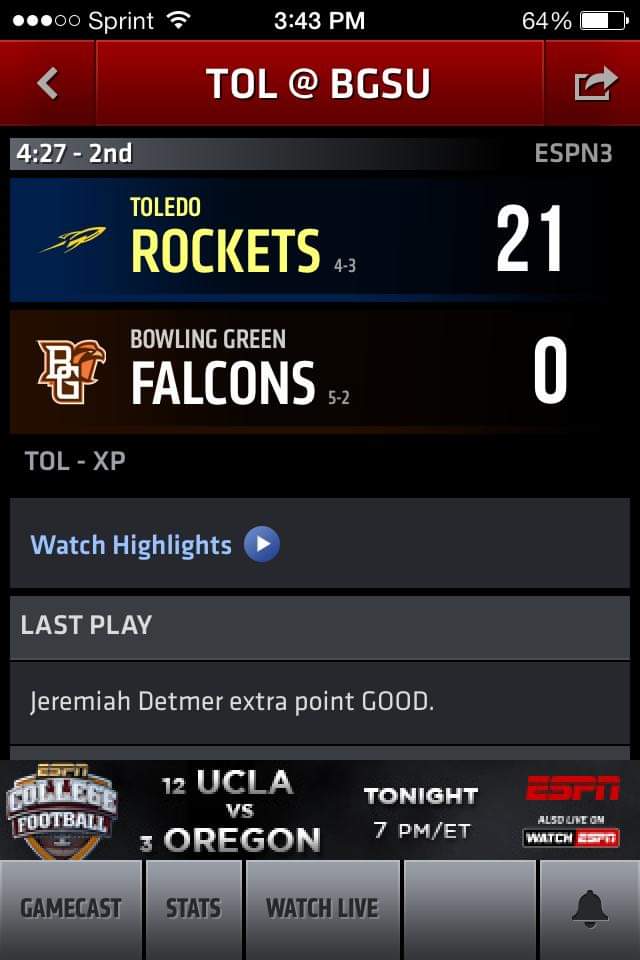 Sprint 3:43 PM 64%
TOL @ BGSU
4:27 - 2nd ESPN3
TOLEDO
ROCKETS 4-3 21
BG
BOWLING GREEN
FALCONS 5-2 0
TOL - XP
Watch Highlights
LAST PLAY
Jeremiah Detmer extra point GOOD.
ESPN
COLLEGE
FOOTBALL
12 UCLA
VS
3 OREGON
TONIGHT
7 PM/ET
ESPN
ALSO LIVE ON
WATCH ESPN
GAMECAST STATS WATCH LIVE